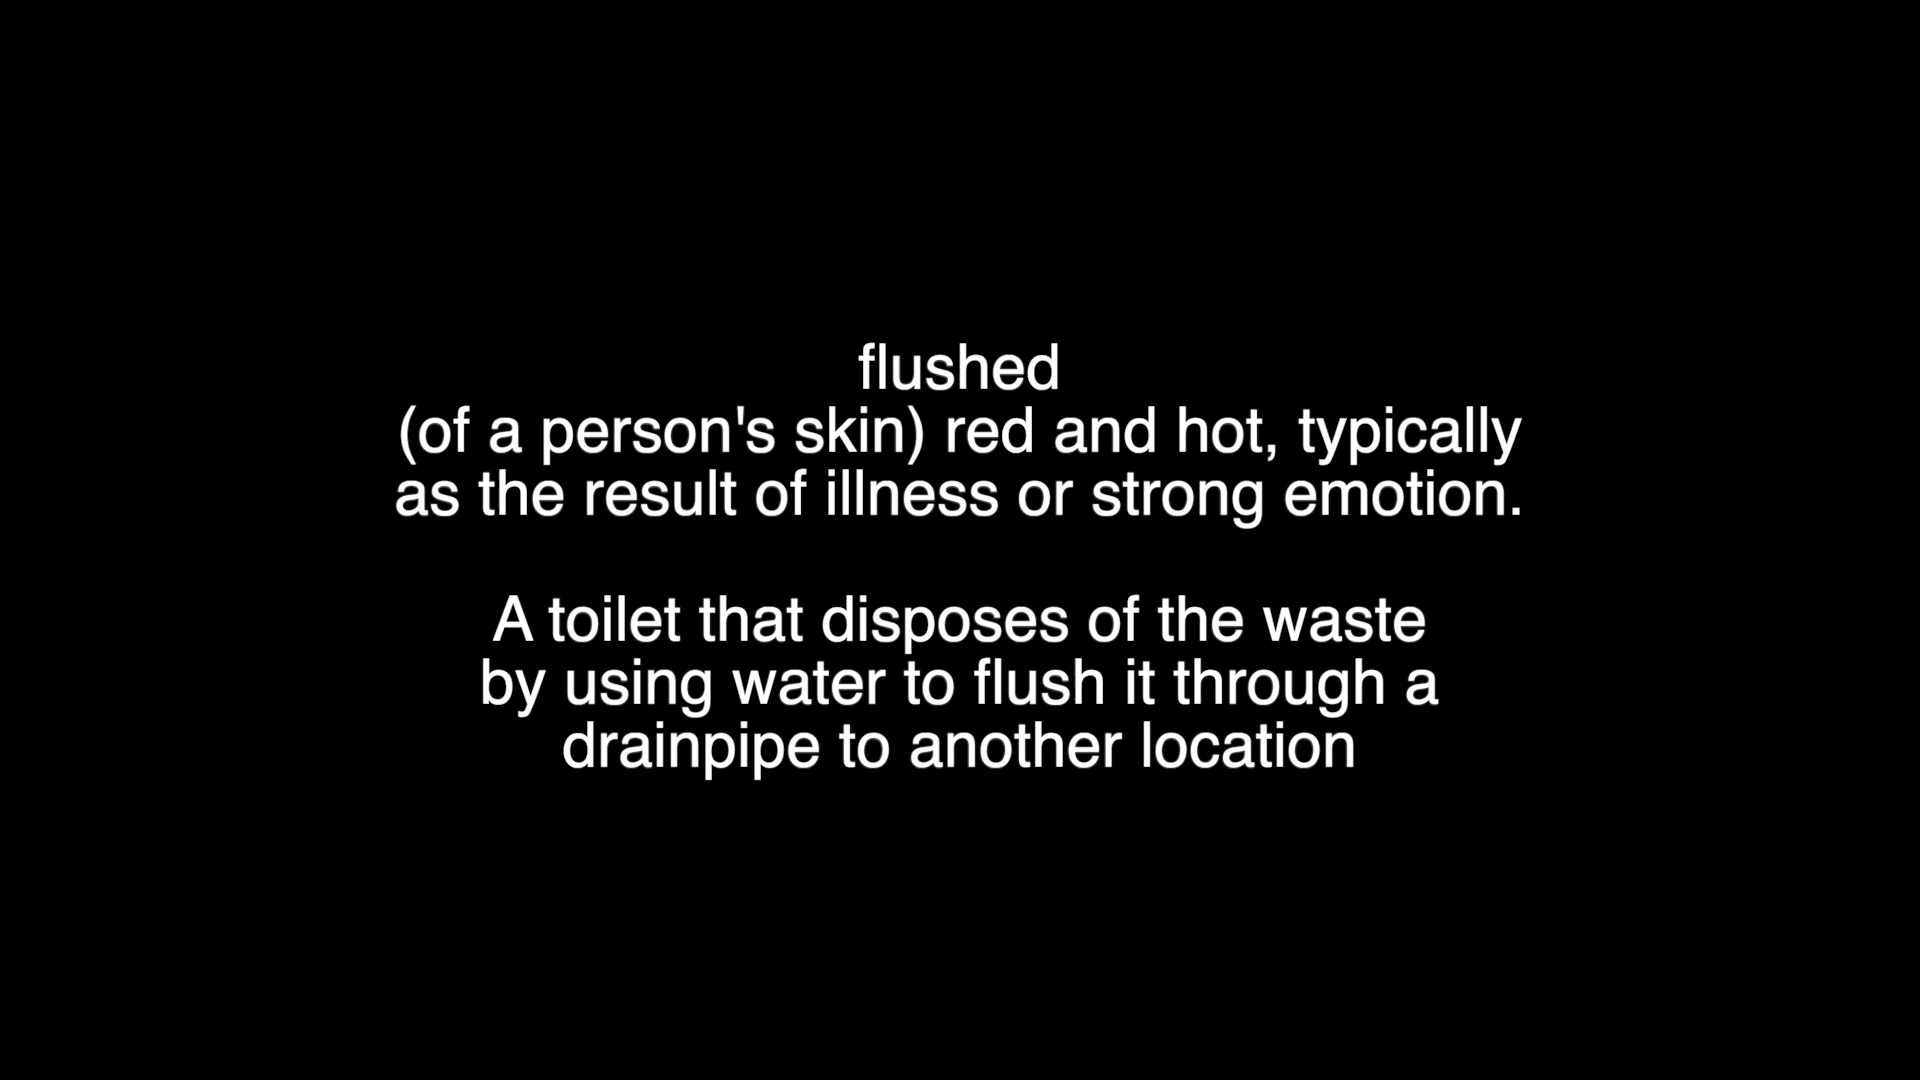 flushed
(of a person's skin) red and hot, typically
as the result of illness or strong emotion.
A toilet that disposes of the waste
by using water to flush it through a
drainpipe to another location